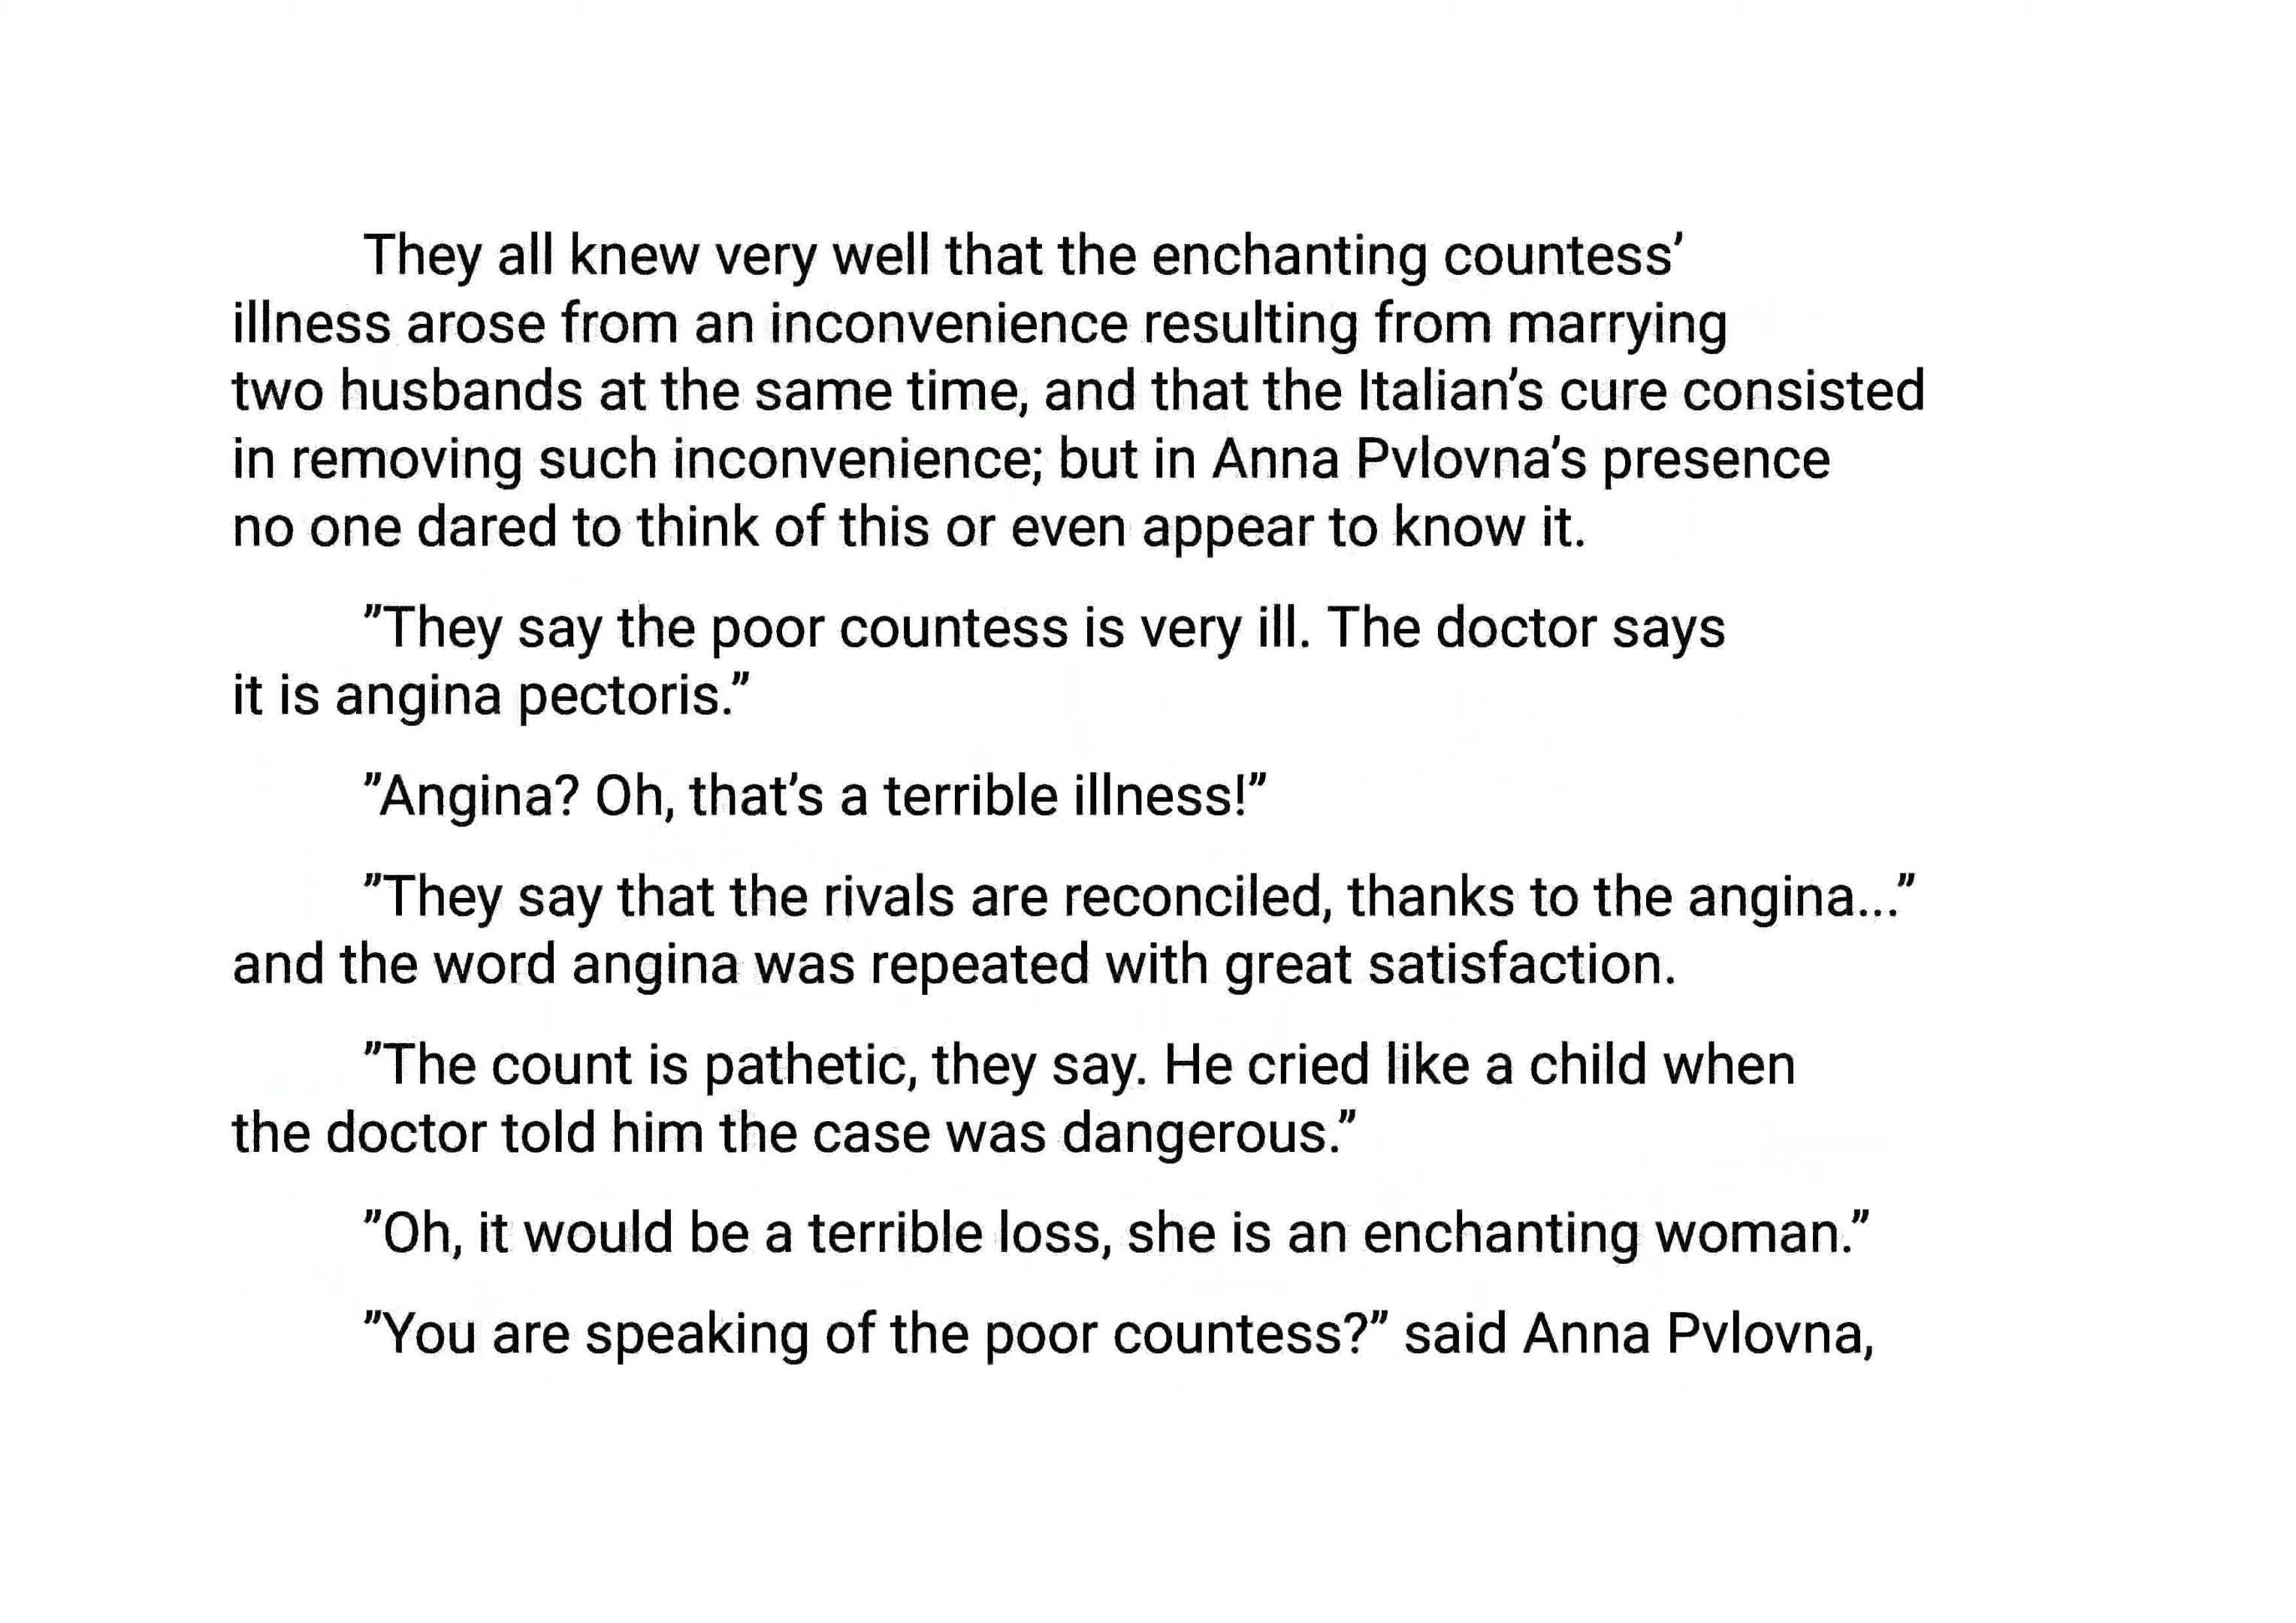 They all knew very well that the enchanting countess’
illness arose from an inconvenience resulting from marrying
two husbands at the same time, and that the Italian’s cure consisted
in removing such inconvenience; but in Anna Pvlovna’s presence
no one dared to think of this or even appear to know it.
”They say the poor countess is very ill. The doctor says
it is angina pectoris.”
”Angina? Oh, that’s a terrible illness!”
”They say that the rivals are reconciled, thanks to the angina...”
and the word angina was repeated with great satisfaction.
”The count is pathetic, they say. He cried like a child when
the doctor told him the case was dangerous.”
”Oh, it would be a terrible loss, she is an enchanting woman.”
”You are speaking of the poor countess?” said Anna Pvlovna,